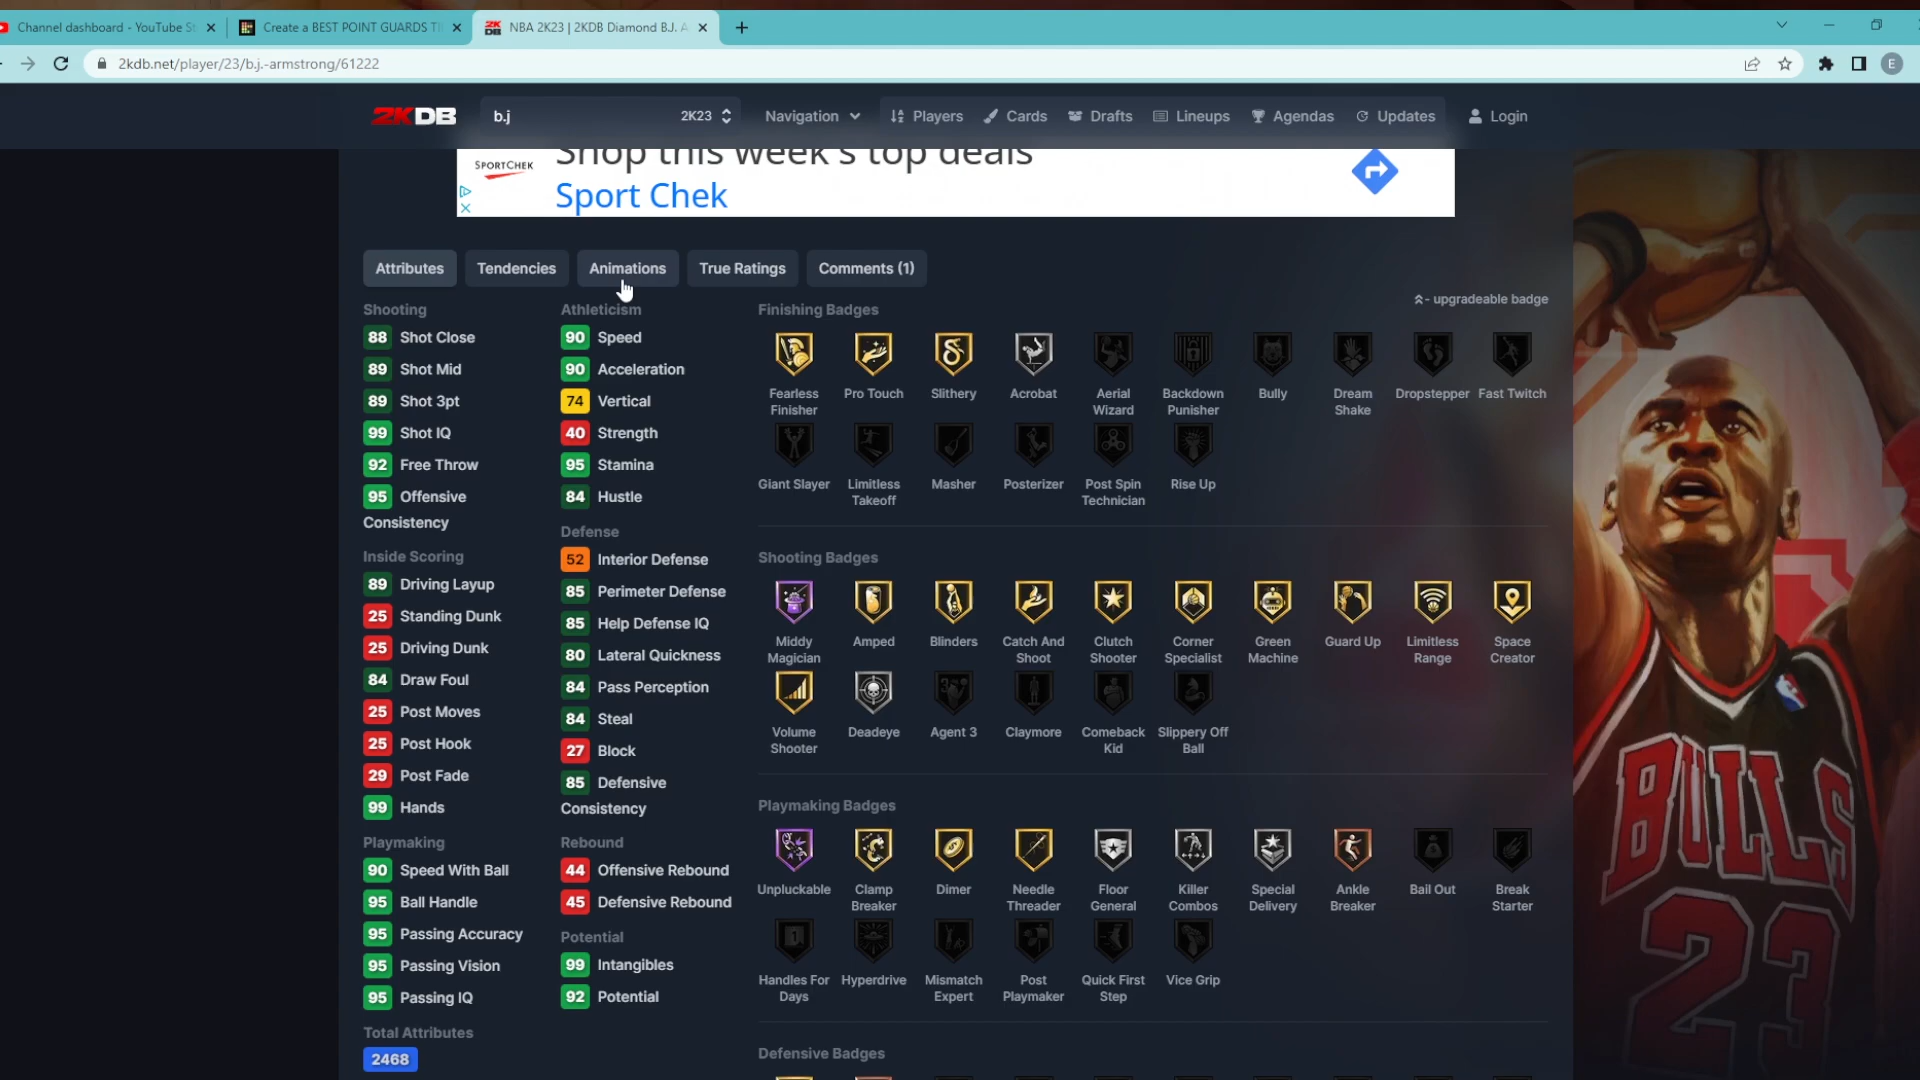 Channel dashboard - YouTube St
Create a BEST POINT GUARDS TI
NBA 2K23 | 2KDB Diamond B.J. A
2kdb.net/player/23/b.j.-armstrong/61222
E
2KDB
b.j
2K23
Navigation
Players
Cards
Drafts
Lineups
Agendas
Updates
Login
SPORTCHEK
Shop this week's top deals
Sport Chek
Attributes
Tendencies
Animations
True Ratings
Comments (1)
- upgradeable badge
Shooting
88 Shot Close
89 Shot Mid
89 Shot 3pt
99 Shot IQ
92 Free Throw
95 Offensive
Consistency
Inside Scoring
89 Driving Layup
25 Standing Dunk
25 Driving Dunk
84 Draw Foul
25 Post Moves
25 Post Hook
29 Post Fade
99 Hands
Playmaking
90 Speed With Ball
95 Ball Handle
95 Passing Accuracy
95 Passing Vision
95 Passing IQ
Total Attributes
2468
Athleticism
90 Speed
90 Acceleration
74 Vertical
40 Strength
95 Stamina
84 Hustle
Defense
52 Interior Defense
85 Perimeter Defense
85 Help Defense IQ
80 Lateral Quickness
84 Pass Perception
84 Steal
27 Block
85 Defensive
Consistency
Rebound
44 Offensive Rebound
45 Defensive Rebound
Potential
99 Intangibles
92 Potential
Finishing Badges
Fearless
Finisher
Pro Touch
Slithery
Acrobat
Aerial
Wizard
Backdown
Punisher
Bully
Dream
Shake
Dropstepper
Fast Twitch
Giant Slayer
Limitless
Takeoff
Masher
Posterizer
Post Spin
Technician
Rise Up
Shooting Badges
Middy
Magician
Amped
Blinders
Catch And
Shoot
Clutch
Shooter
Corner
Specialist
Green
Machine
Guard Up
Limitless
Range
Space
Creator
Volume
Shooter
Deadeye
Agent 3
Claymore
Comeback
Kid
Slippery Off
Ball
Playmaking Badges
Unpluckable
Clamp
Breaker
Dimer
Needle
Threader
Floor
General
Killer
Combos
Special
Delivery
Ankle
Breaker
Bail Out
Break
Starter
Handles For
Days
Hyperdrive
Mismatch
Expert
Post
Playmaker
Quick First
Step
Vice Grip
Defensive Badges
BULLS
23